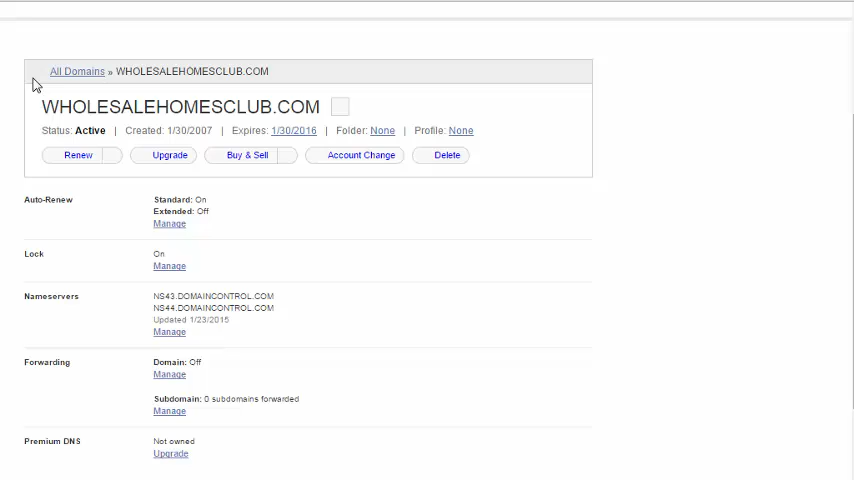 All Domains » WHOLESALEHOMESCLUB.COM
WHOLESALEHOMESCLUB.COM
Status: Active | Created: 1/30/2007 | Expires: 1/30/2016 | Folder: None | Profile: None
Renew Upgrade Buy & Sell Account Change Delete
Auto-Renew Standard: On
Extended: Off
Manage
Lock On
Manage
Nameservers NS43.DOMAINCONTROL.COM
NS44.DOMAINCONTROL.COM
Updated 1/23/2015
Manage
Forwarding Domain: Off
Manage
Subdomain: 0 subdomains forwarded
Manage
Premium DNS Not owned
Upgrade